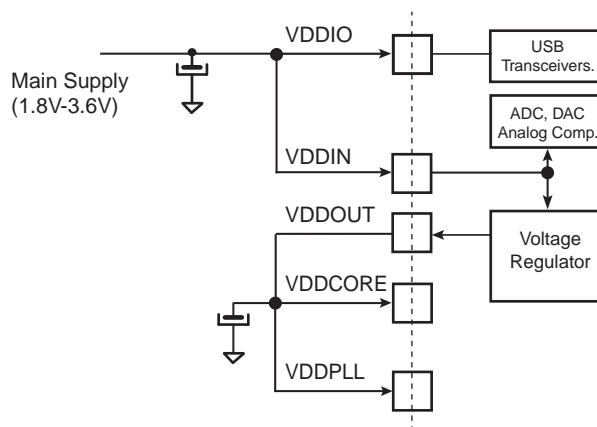 VDDIO
USB
Transceivers.
Main Supply
(1.8V-3.6V)
ADC, DAC
Analog Comp.
VDDIN
VDDOUT
Voltage
Regulator
VDDCORE
VDDPLL